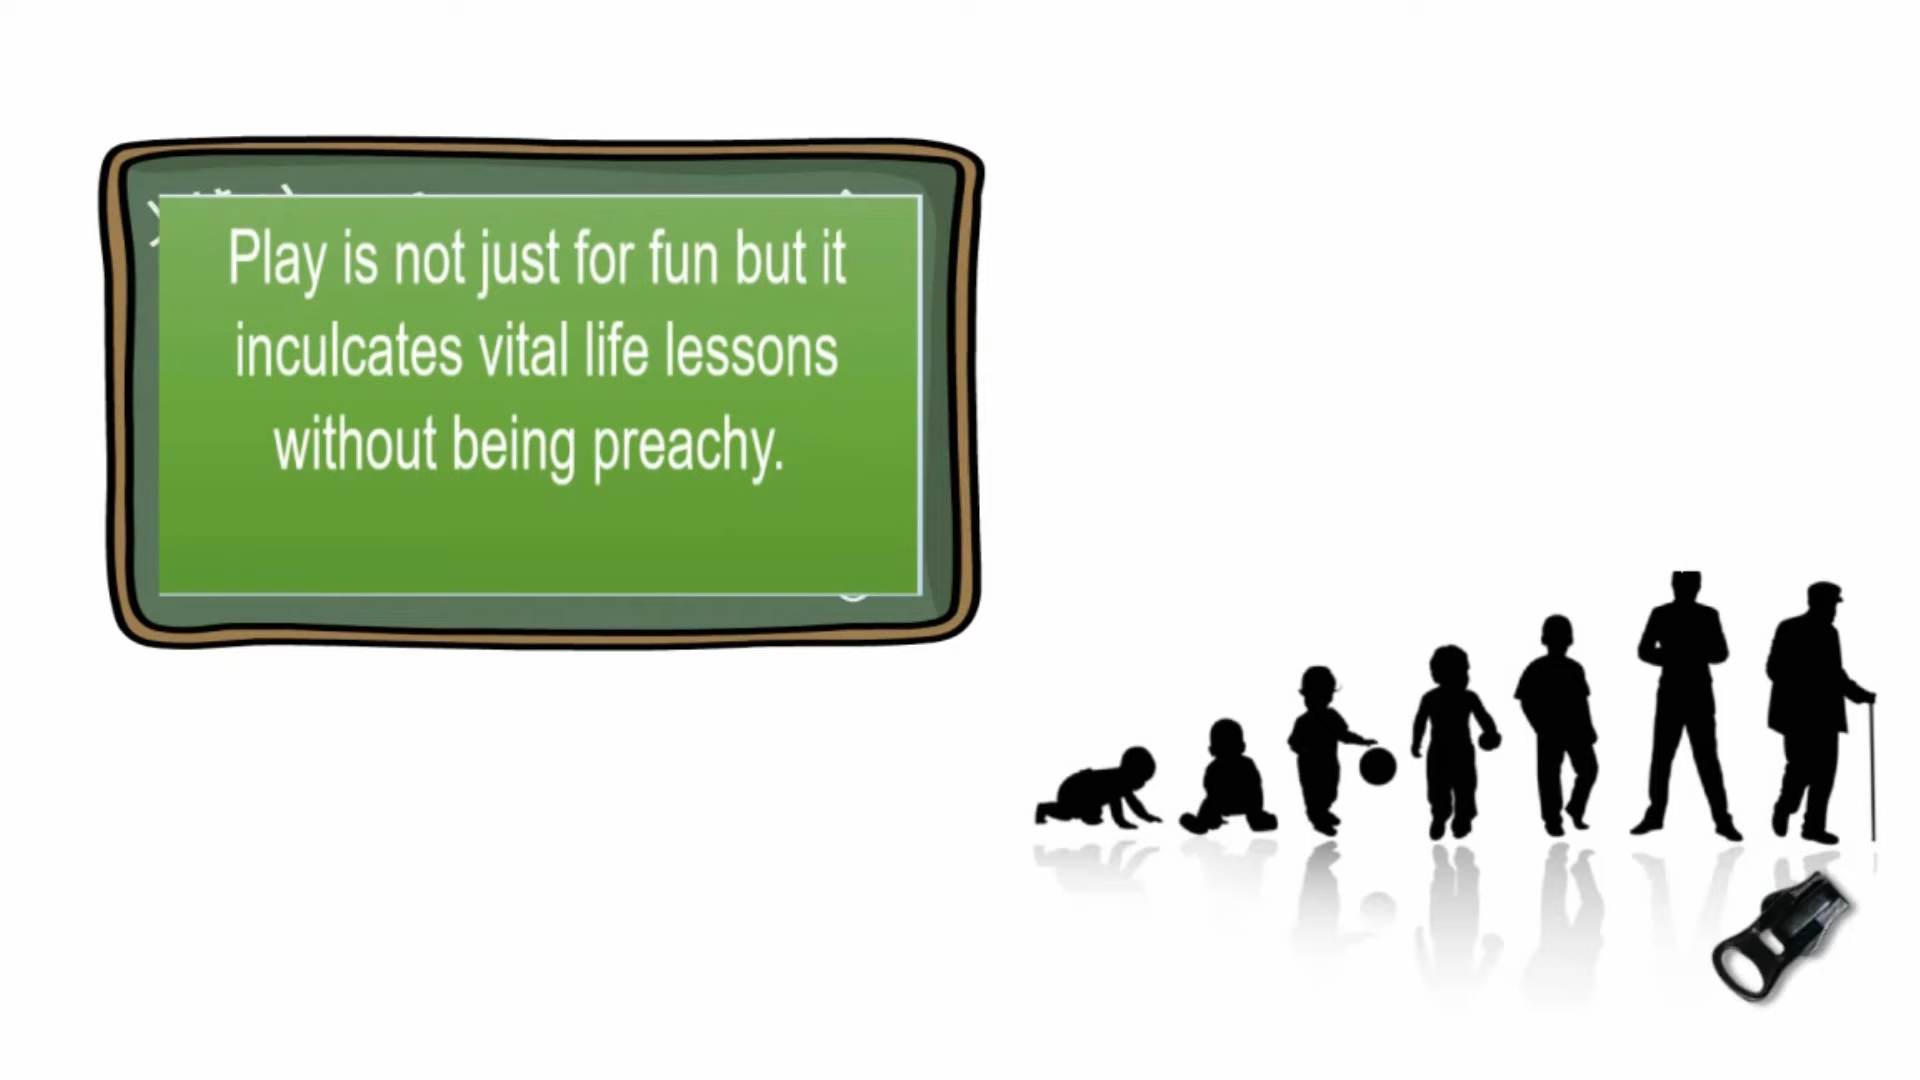 Play is not just for fun but it
inculcates vital life lessons
without being preachy.